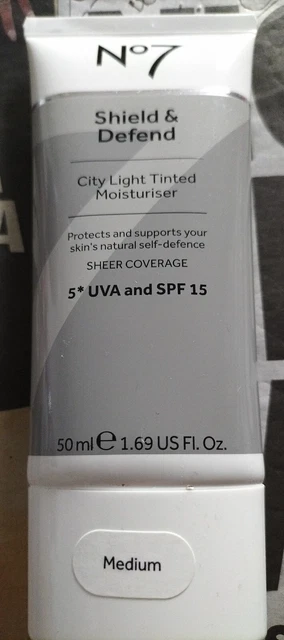 No7
Shield &
Defend
City Light Tinted
Moisturiser
Protects and supports your
skin's natural self-defence
SHEER COVERAGE
5* UVA and SPF 15
50 ml ℮ 1.69 US Fl. Oz.
Medium